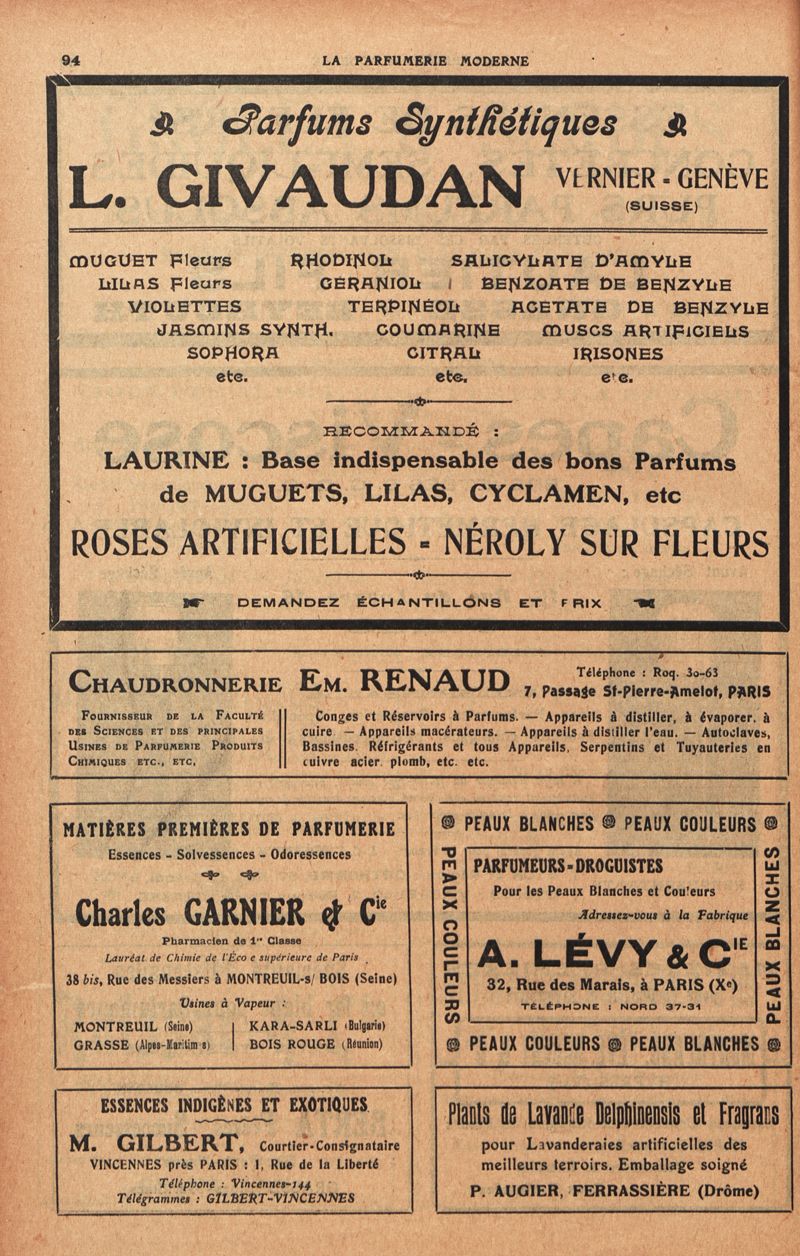 94
LA PARFUMERIE MODERNE
Parfums Synthétiques
L. GIVAUDAN
VERNIER - GENÈVE
(SUISSE)
MUGUET Fleurs RHODINOL SALICYLATE D'AMYLE
LILAS Fleurs GÉRANIOL BENZOATE DE BENZYLE
VIOLETTES TERPINÉOL ACETATE DE BENZYLE
JASMINS SYNTH. COUMARINE MUSCS ARTIFICIELS
SOPHORA CITRAL IRISONES
etc. etc. etc.
RECOMMANDÉ :
LAURINE : Base indispensable des bons Parfums
de MUGUETS, LILAS, CYCLAMEN, etc
ROSES ARTIFICIELLES - NÉROLY SUR FLEURS
DEMANDEZ ÉCHANTILLONS ET PRIX
CHAUDRONNERIE EM. RENAUD
Téléphone : Roq. 30-63
7, Passage St-Pierre-Amelot, PARIS
FOURNISSEUR DE LA FACULTÉ
DES SCIENCES ET DES PRINCIPALES
USINES DE PARFUMERIE PRODUITS
CHIMIQUES ETC., ETC,
Conges et Réservoirs à Parfums. — Appareils à distiller, à évaporer, à
cuire — Appareils macérateurs. — Appareils à distiller l'eau. — Autoclaves,
Bassines. Réfrigérants et tous Appareils, Serpentins et Tuyauteries en
cuivre acier, plomb, etc. etc.
MATIÈRES PREMIÈRES DE PARFUMERIE
Essences - Solvessences - Odoressences
Charles GARNIER & Cie
Pharmacien de 1re Classe
Lauréat de Chimie de l'Éco e supérieure de Paris
38 bis, Rue des Messiers à MONTREUIL-s/ BOIS (Seine)
Usines à Vapeur :
MONTREUIL (Seine)
GRASSE (Alpes-Maritim s)
KARA-SARLI (Bulgarie)
BOIS ROUGE (Réunion)
PEAUX BLANCHES PEAUX COULEURS
PEAUX COULEURS
PARFUMEURS-DROGUISTES
Pour les Peaux Blanches et Couleurs
Adressez-vous à la Fabrique
A. LÉVY & CIE
32, Rue des Marais, à PARIS (Xe)
TÉLÉPHONE : NORD 37-31
PEAUX BLANCHES
PEAUX COULEURS PEAUX BLANCHES
ESSENCES INDIGÈNES ET EXOTIQUES
M. GILBERT, Courtier-Consignataire
VINCENNES près PARIS : 1, Rue de la Liberté
Téléphone : Vincennes-144
Télégrammes : GILBERT-VINCENNES
Plants de Lavande Delphinensis et Fragrans
pour Lavanderaies artificielles des
meilleurs terroirs. Emballage soigné
P. AUGIER, FERRASSIÈRE (Drôme)